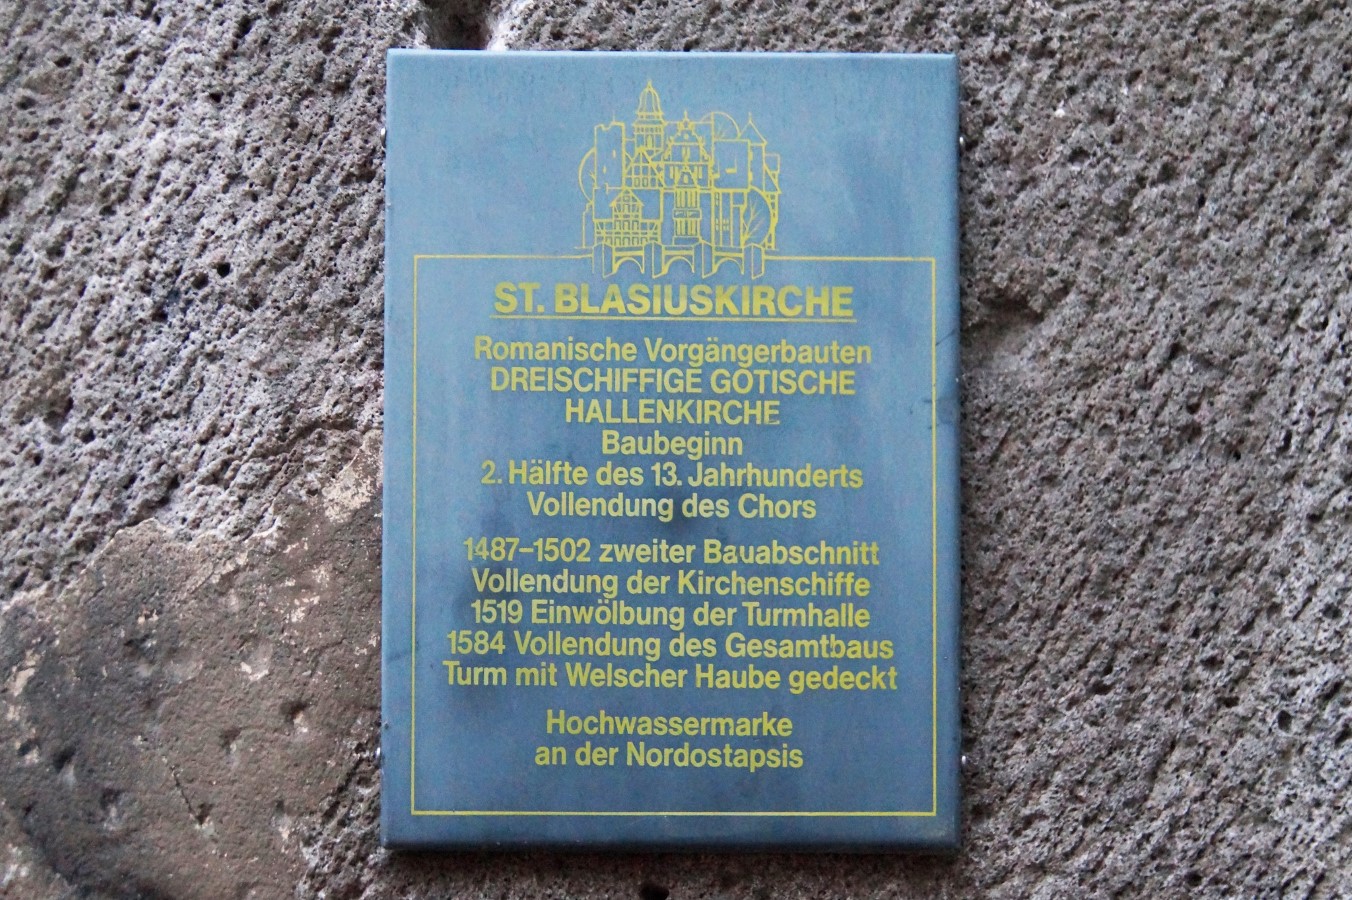 ST. BLASIUSKIRCHE
Romanische Vorgängerbauten
DREISCHIFFIGE GOTISCHE
HALLENKIRCHE
Baubeginn
2. Hälfte des 13. Jahrhunderts
Vollendung des Chors
1487–1502 zweiter Bauabschnitt
Vollendung der Kirchenschiffe
1519 Einwölbung der Turmhalle
1584 Vollendung des Gesamtbaus
Turm mit Welscher Haube gedeckt
Hochwassermarke
an der Nordostapsis